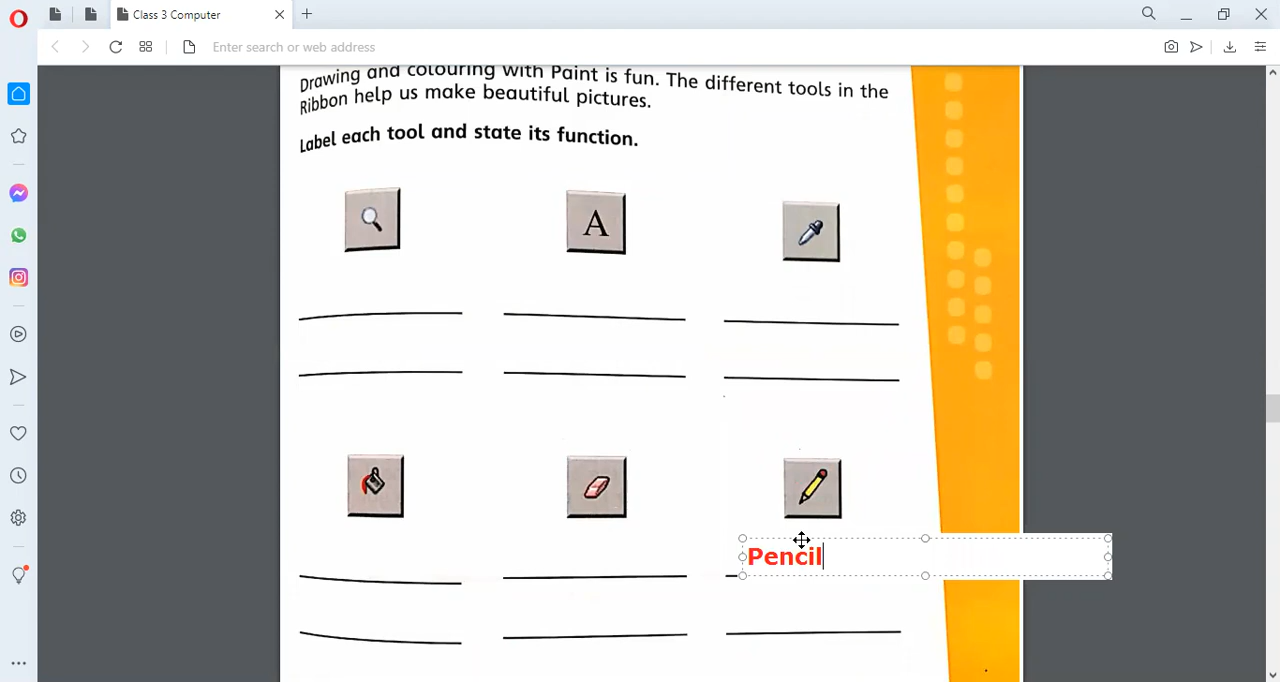 Class 3 Computer
Enter search or web address
Drawing and colouring with Paint is fun. The different tools in the
Ribbon help us make beautiful pictures.
Label each tool and state its function.
A
Pencil